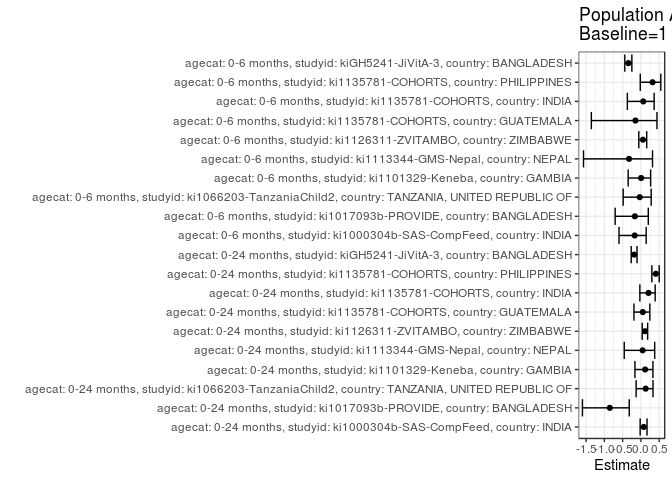 Population A
Baseline=1
agecat: 0-6 months, studyid: kiGH5241-JiVitA-3, country: BANGLADESH
agecat: 0-6 months, studyid: ki1135781-COHORTS, country: PHILIPPINES
agecat: 0-6 months, studyid: ki1135781-COHORTS, country: INDIA
agecat: 0-6 months, studyid: ki1135781-COHORTS, country: GUATEMALA
agecat: 0-6 months, studyid: ki1126311-ZVITAMBO, country: ZIMBABWE
agecat: 0-6 months, studyid: ki1113344-GMS-Nepal, country: NEPAL
agecat: 0-6 months, studyid: ki1101329-Keneba, country: GAMBIA
agecat: 0-6 months, studyid: ki1066203-TanzaniaChild2, country: TANZANIA, UNITED REPUBLIC OF
agecat: 0-6 months, studyid: ki1017093b-PROVIDE, country: BANGLADESH
agecat: 0-6 months, studyid: ki1000304b-SAS-CompFeed, country: INDIA
agecat: 0-24 months, studyid: kiGH5241-JiVitA-3, country: BANGLADESH
agecat: 0-24 months, studyid: ki1135781-COHORTS, country: PHILIPPINES
agecat: 0-24 months, studyid: ki1135781-COHORTS, country: INDIA
agecat: 0-24 months, studyid: ki1135781-COHORTS, country: GUATEMALA
agecat: 0-24 months, studyid: ki1126311-ZVITAMBO, country: ZIMBABWE
agecat: 0-24 months, studyid: ki1113344-GMS-Nepal, country: NEPAL
agecat: 0-24 months, studyid: ki1101329-Keneba, country: GAMBIA
agecat: 0-24 months, studyid: ki1066203-TanzaniaChild2, country: TANZANIA, UNITED REPUBLIC OF
agecat: 0-24 months, studyid: ki1017093b-PROVIDE, country: BANGLADESH
agecat: 0-24 months, studyid: ki1000304b-SAS-CompFeed, country: INDIA
-1.5 -1.0 -0.5 0.0 0.5
Estimate